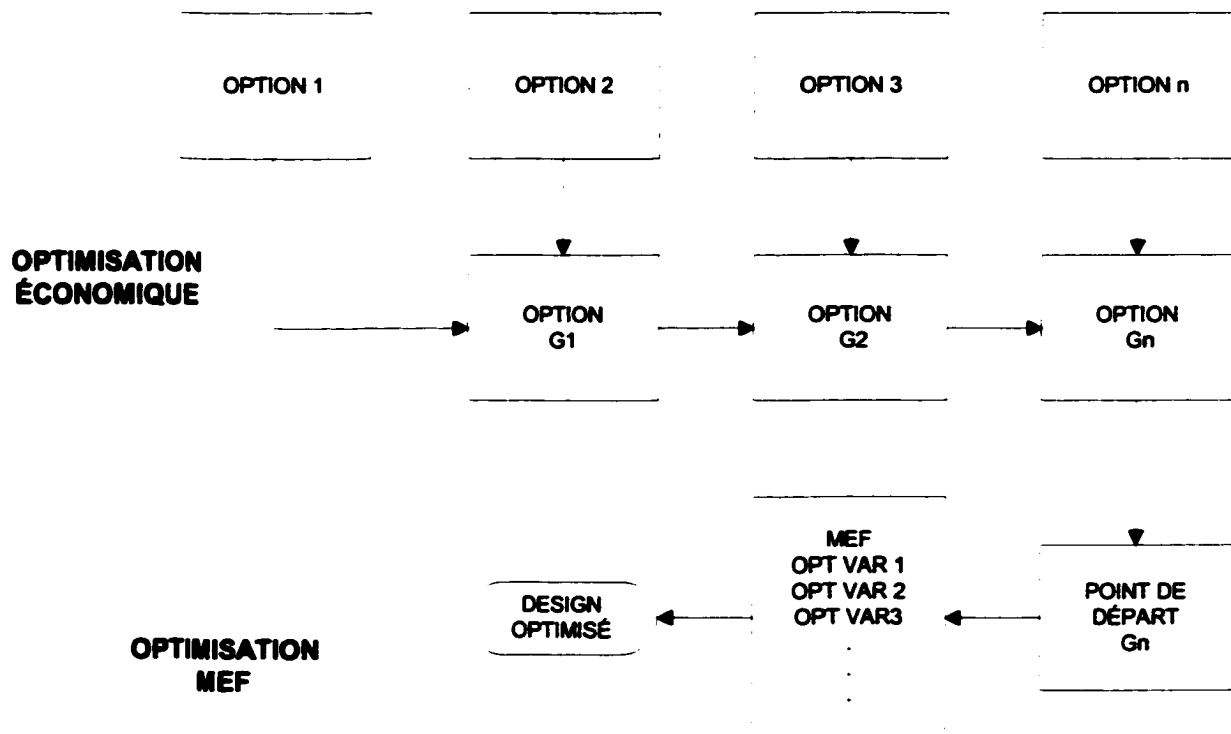 OPTION 1
OPTION 2
OPTION 3
OPTION n
OPTIMISATION
ÉCONOMIQUE
OPTION
G1
OPTION
G2
OPTION
Gn
OPTIMISATION
MEF
DESIGN
OPTIMISÉ
MEF
OPT VAR 1
OPT VAR 2
OPT VAR3
.
.
.
POINT DE
DÉPART
Gn